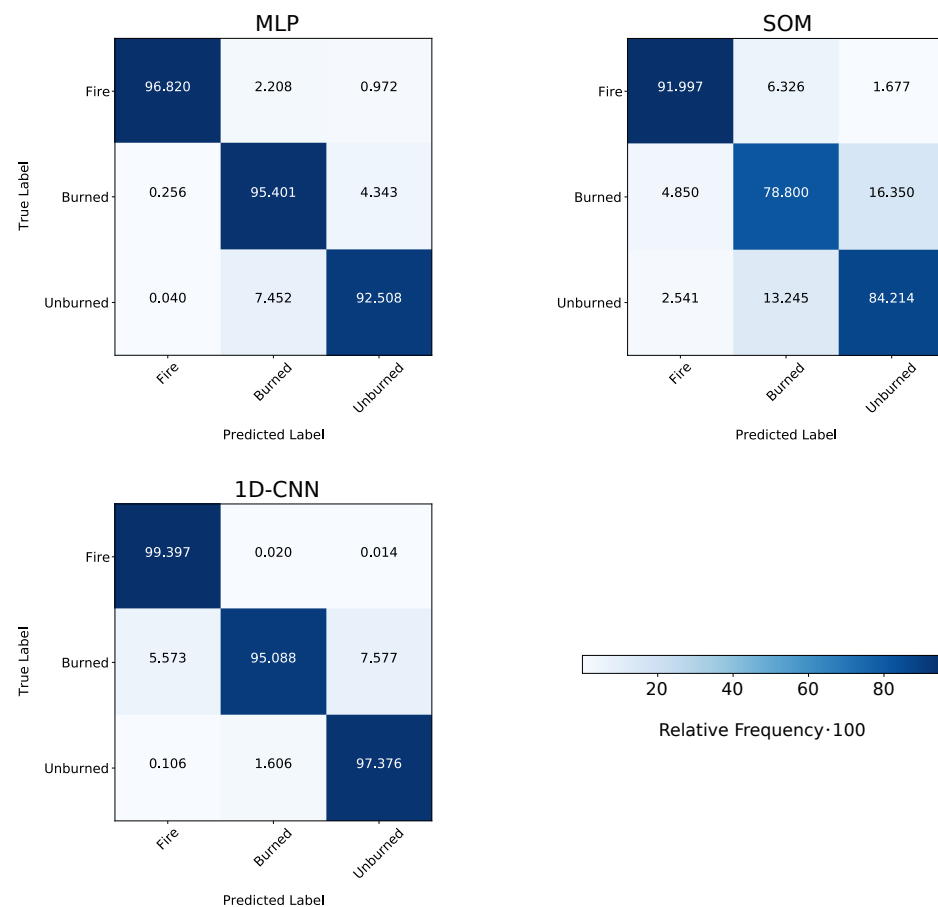 MLP
Fire
96.820 2.208 0.972
Burned
0.256 95.401 4.343
Unburned
0.040 7.452 92.508
True Label
Fire Burned Unburned
Predicted Label
SOM
Fire
91.997 6.326 1.677
Burned
4.850 78.800 16.350
Unburned
2.541 13.245 84.214
Fire Burned Unburned
Predicted Label
1D-CNN
Fire
99.397 0.020 0.014
Burned
5.573 95.088 7.577
Unburned
0.106 1.606 97.376
True Label
Fire Burned Unburned
Predicted Label
20 40 60 80
Relative Frequency·100